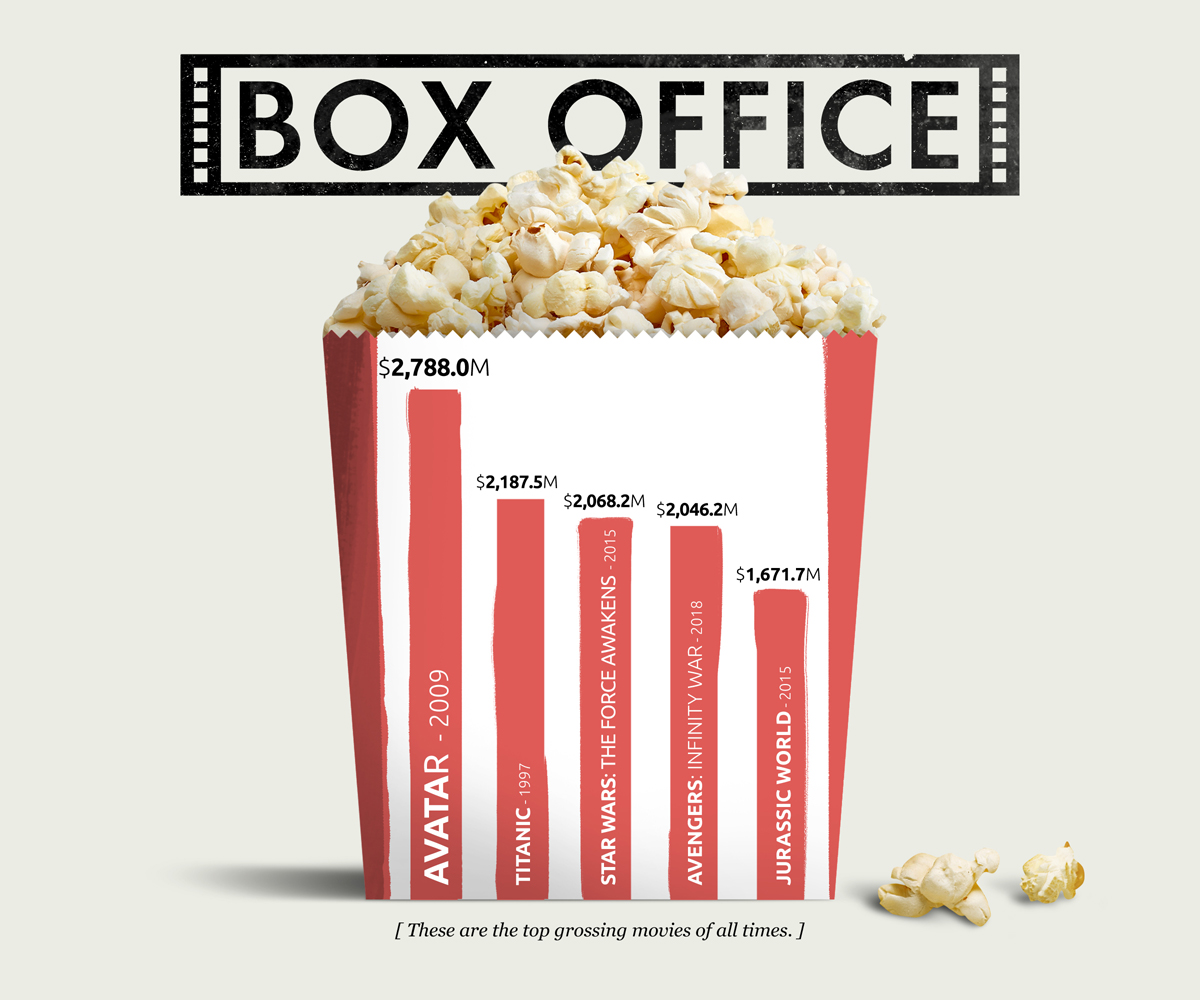 BOX OFFICE
$2,788.0M
$2,187.5M
$2,068.2M
$2,046.2M
$1,671.7M
AVATAR - 2009
TITANIC - 1997
STAR WARS: THE FORCE AWAKENS - 2015
AVENGERS: INFINITY WAR - 2018
JURASSIC WORLD - 2015
[ These are the top grossing movies of all times. ]